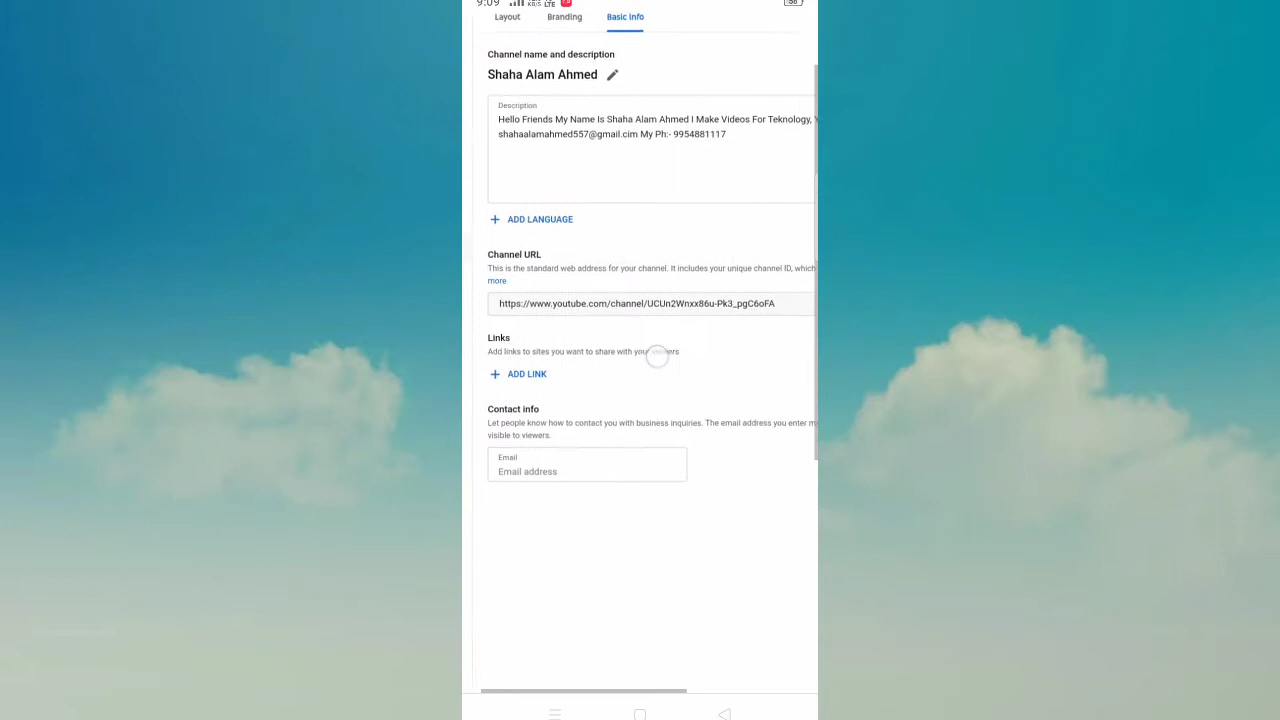 9:09
KB/S LTE
Layout Branding Basic info
Channel name and description
Shaha Alam Ahmed
Description
Hello Friends My Name Is Shaha Alam Ahmed I Make Videos For Teknology,
shahaalamahmed557@gmail.cim My Ph:- 9954881117
+ ADD LANGUAGE
Channel URL
This is the standard web address for your channel. It includes your unique channel ID, which
more
https://www.youtube.com/channel/UCUn2Wnxx86u-Pk3_pgC6oFA
Links
Add links to sites you want to share with your viewers
+ ADD LINK
Contact info
Let people know how to contact you with business inquiries. The email address you enter
visible to viewers.
Email
Email address